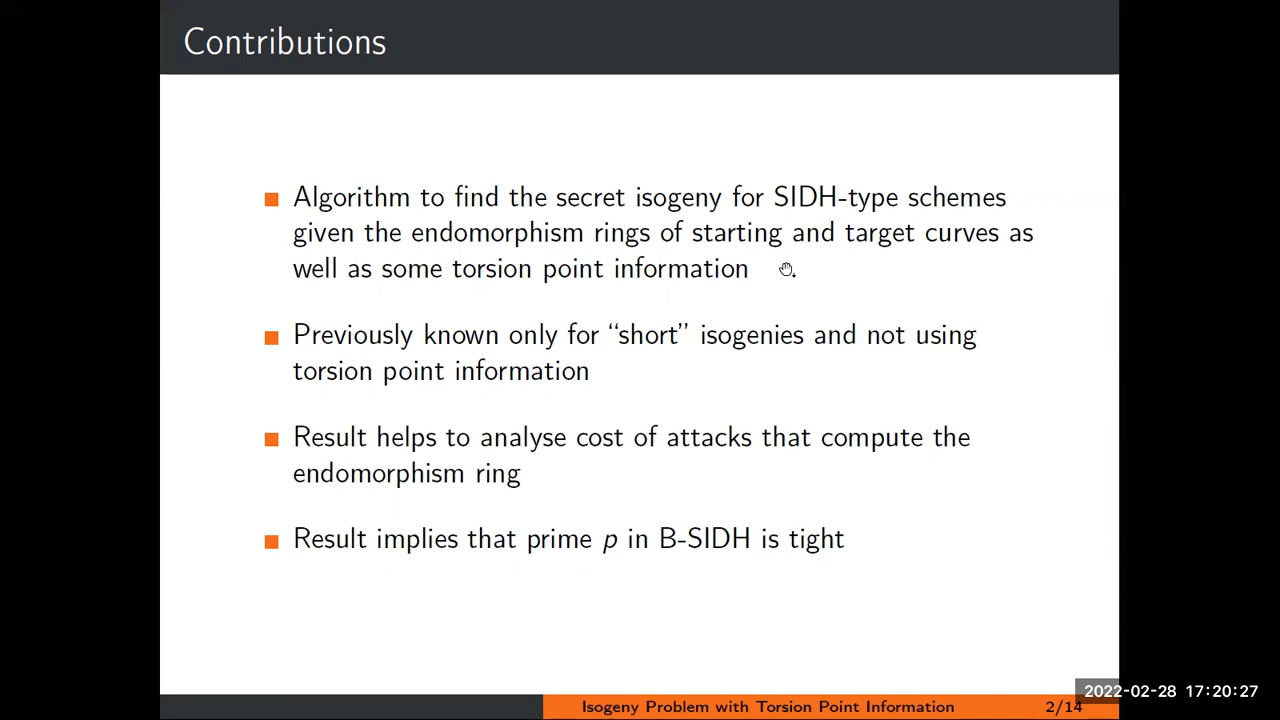 Contributions
Algorithm to find the secret isogeny for SIDH-type schemes
given the endomorphism rings of starting and target curves as
well as some torsion point information
Previously known only for “short” isogenies and not using
torsion point information
Result helps to analyse cost of attacks that compute the
endomorphism ring
Result implies that prime p in B-SIDH is tight
Isogeny Problem with Torsion Point Information 2/14
2022-02-28 17:20:27